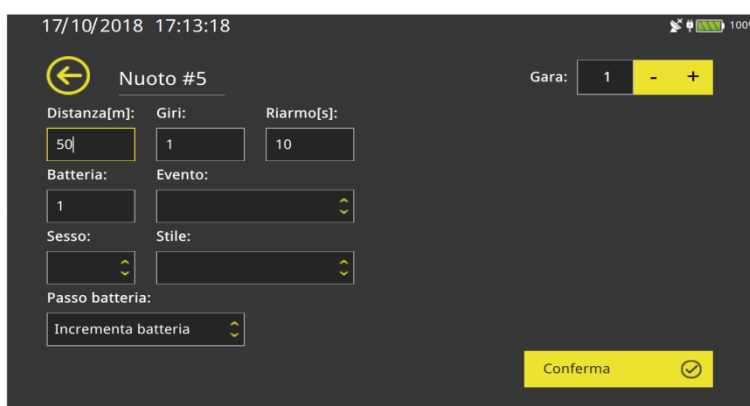 17/10/2018 17:13:18 100%
Nuoto #5 Gara: 1 - +
Distanza[m]: Giri: Riarmo[s]:
50 1 10
Batteria: Evento:
1
Sesso: Stile:
Passo batteria:
Incrementa batteria
Conferma